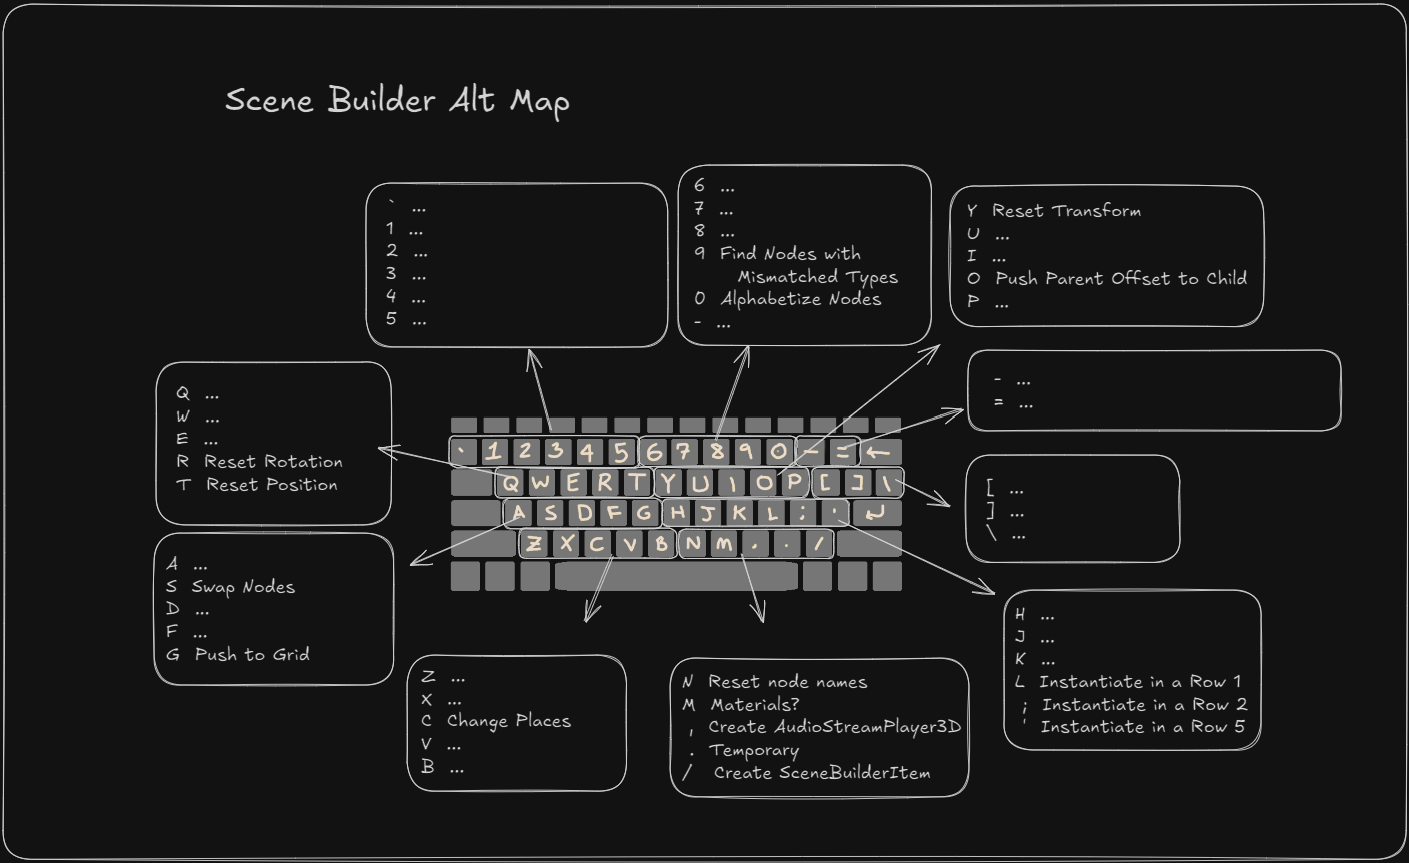 Scene Builder Alt Map
` ...
1 ...
2 ...
3 ...
4 ...
5 ...
6 ...
7 ...
8 ...
9 Find Nodes with
Mismatched Types
0 Alphabetize Nodes
- ...
Y Reset Transform
U ...
I ...
O Push Parent Offset to Child
P ...
- ...
= ...
Q ...
W ...
E ...
R Reset Rotation
T Reset Position
` 1 2 3 4 5 6 7 8 9 0 - = ←
Q W E R T Y U I O P [ ] \
A S D F G H J K L ; ' ↵
Z X C V B N M , . /
[ ...
] ...
\ ...
A ...
S Swap Nodes
D ...
F ...
G Push to Grid
H ...
J ...
K ...
L Instantiate in a Row 1
; Instantiate in a Row 2
' Instantiate in a Row 5
Z ...
X ...
C Change Places
V ...
B ...
N Reset node names
M Materials?
, Create AudioStreamPlayer3D
. Temporary
/ Create SceneBuilderItem